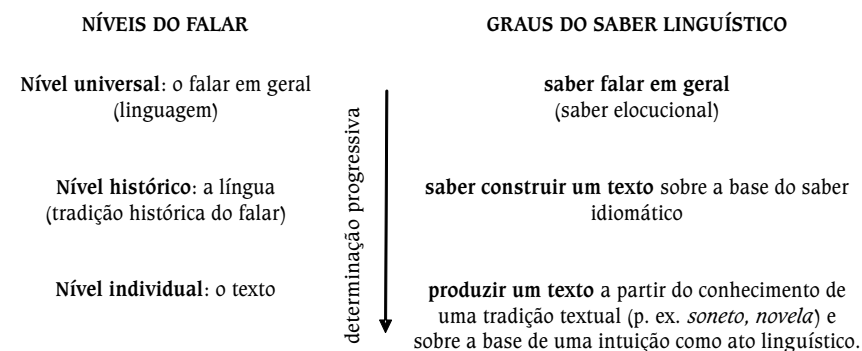 NÍVEIS DO FALAR
GRAUS DO SABER LINGUÍSTICO
Nível universal: o falar em geral
(linguagem)
saber falar em geral
(saber elocucional)
determinação progressiva
Nível histórico: a língua
(tradição histórica do falar)
saber construir um texto sobre a base do saber
idiomático
Nível individual: o texto
produzir um texto a partir do conhecimento de
uma tradição textual (p. ex. soneto, novela) e
sobre a base de uma intuição como ato linguístico.